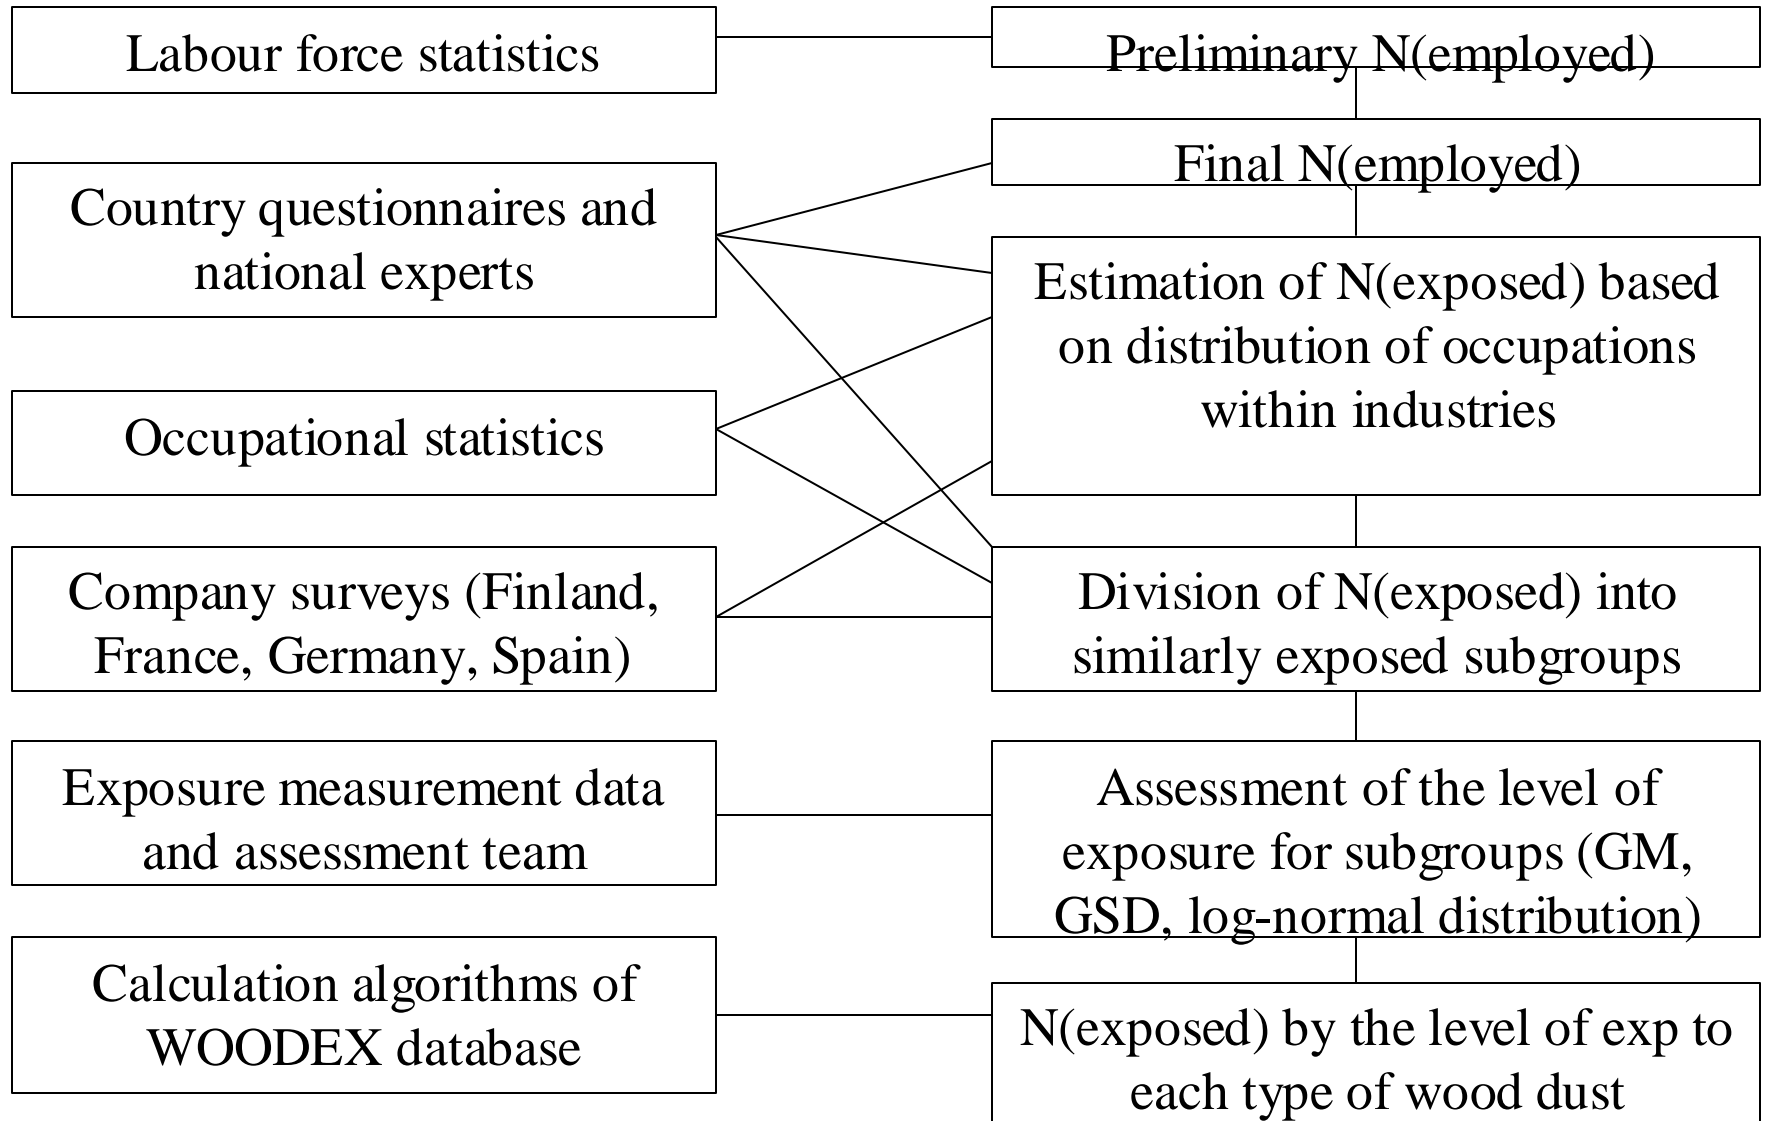 Labour force statistics
Preliminary N(employed)
Final N(employed)
Country questionnaires and
national experts
Estimation of N(exposed) based
on distribution of occupations
within industries
Occupational statistics
Company surveys (Finland,
France, Germany, Spain)
Division of N(exposed) into
similarly exposed subgroups
Exposure measurement data
and assessment team
Assessment of the level of
exposure for subgroups (GM,
GSD, log-normal distribution)
Calculation algorithms of
WOODEX database
N(exposed) by the level of exp to
each type of wood dust